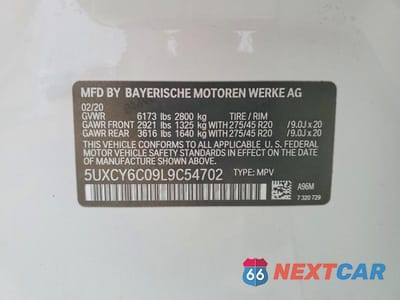 MFD BY BAYERISCHE MOTOREN WERKE AG
02/20
GVWR 6173 lbs 2800 kg TIRE / RIM
GAWR FRONT 2921 lbs 1325 kg 275/45 R20 / 9.0J x 20
GAWR REAR 3616 lbs 1640 kg 275/45 R20 / 9.0J x 20
THIS VEHICLE CONFORMS TO ALL APPLICABLE U. S. FEDERAL
MOTOR VEHICLE SAFETY STANDARDS IN EFFECT ON THE DATE
OF MANUFACTURE SHOWN ABOVE.
5UXCY6C09L9C54702 TYPE: MPV
A96M
7 320 729
66 NEXTCAR